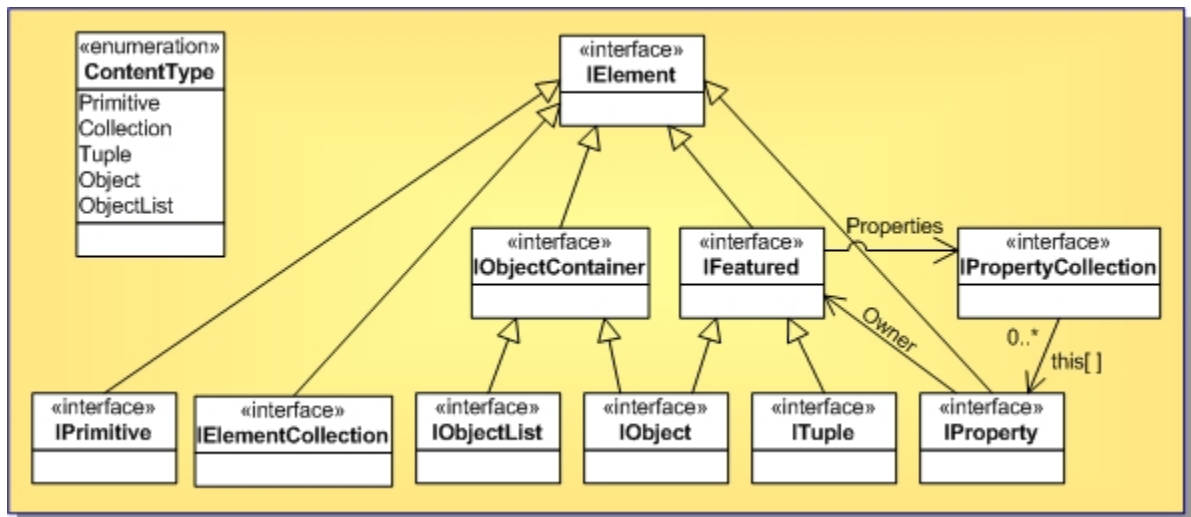 «enumeration»
ContentType
Primitive
Collection
Tuple
Object
ObjectList
«interface»
IElement
«interface»
IObjectContainer
«interface»
IFeatured
Properties
«interface»
IPropertyCollection
Owner
0..*
this[ ]
«interface»
IPrimitive
«interface»
IElementCollection
«interface»
IObjectList
«interface»
IObject
«interface»
ITuple
«interface»
IProperty